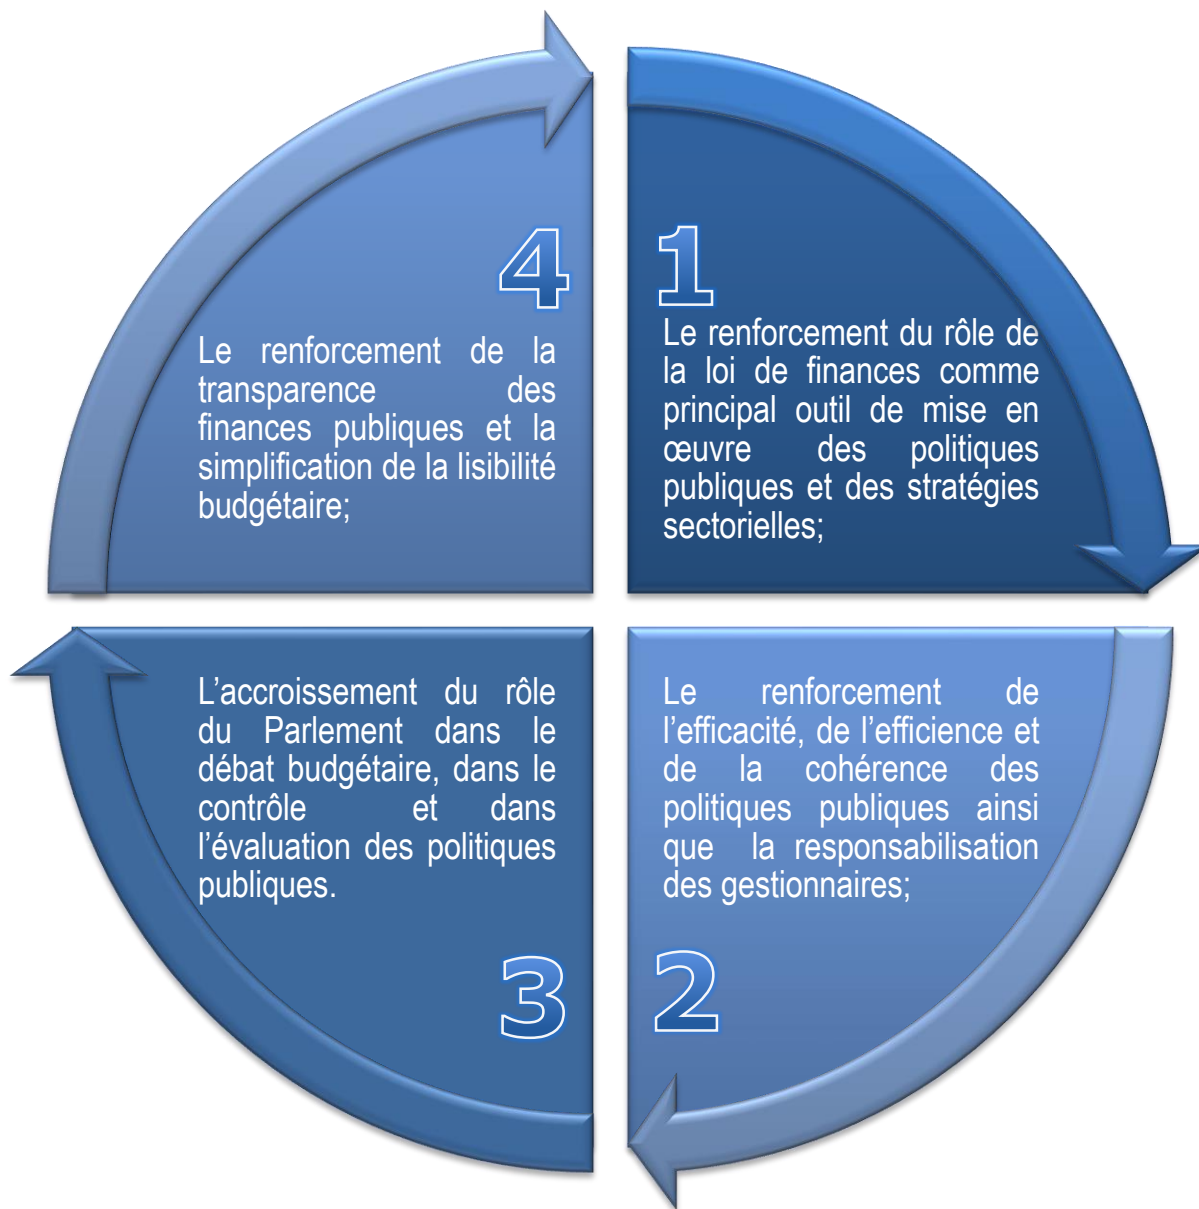 1
Le renforcement du rôle de
la loi de finances comme
principal outil de mise en
œuvre des politiques
publiques et des stratégies
sectorielles;
Le renforcement de
l’efficacité, de l’efficience et
de la cohérence des
politiques publiques ainsi
que la responsabilisation
des gestionnaires;
2
L’accroissement du rôle
du Parlement dans le
débat budgétaire, dans le
contrôle et dans
l’évaluation des politiques
publiques.
3
4
Le renforcement de la
transparence des
finances publiques et la
simplification de la lisibilité
budgétaire;